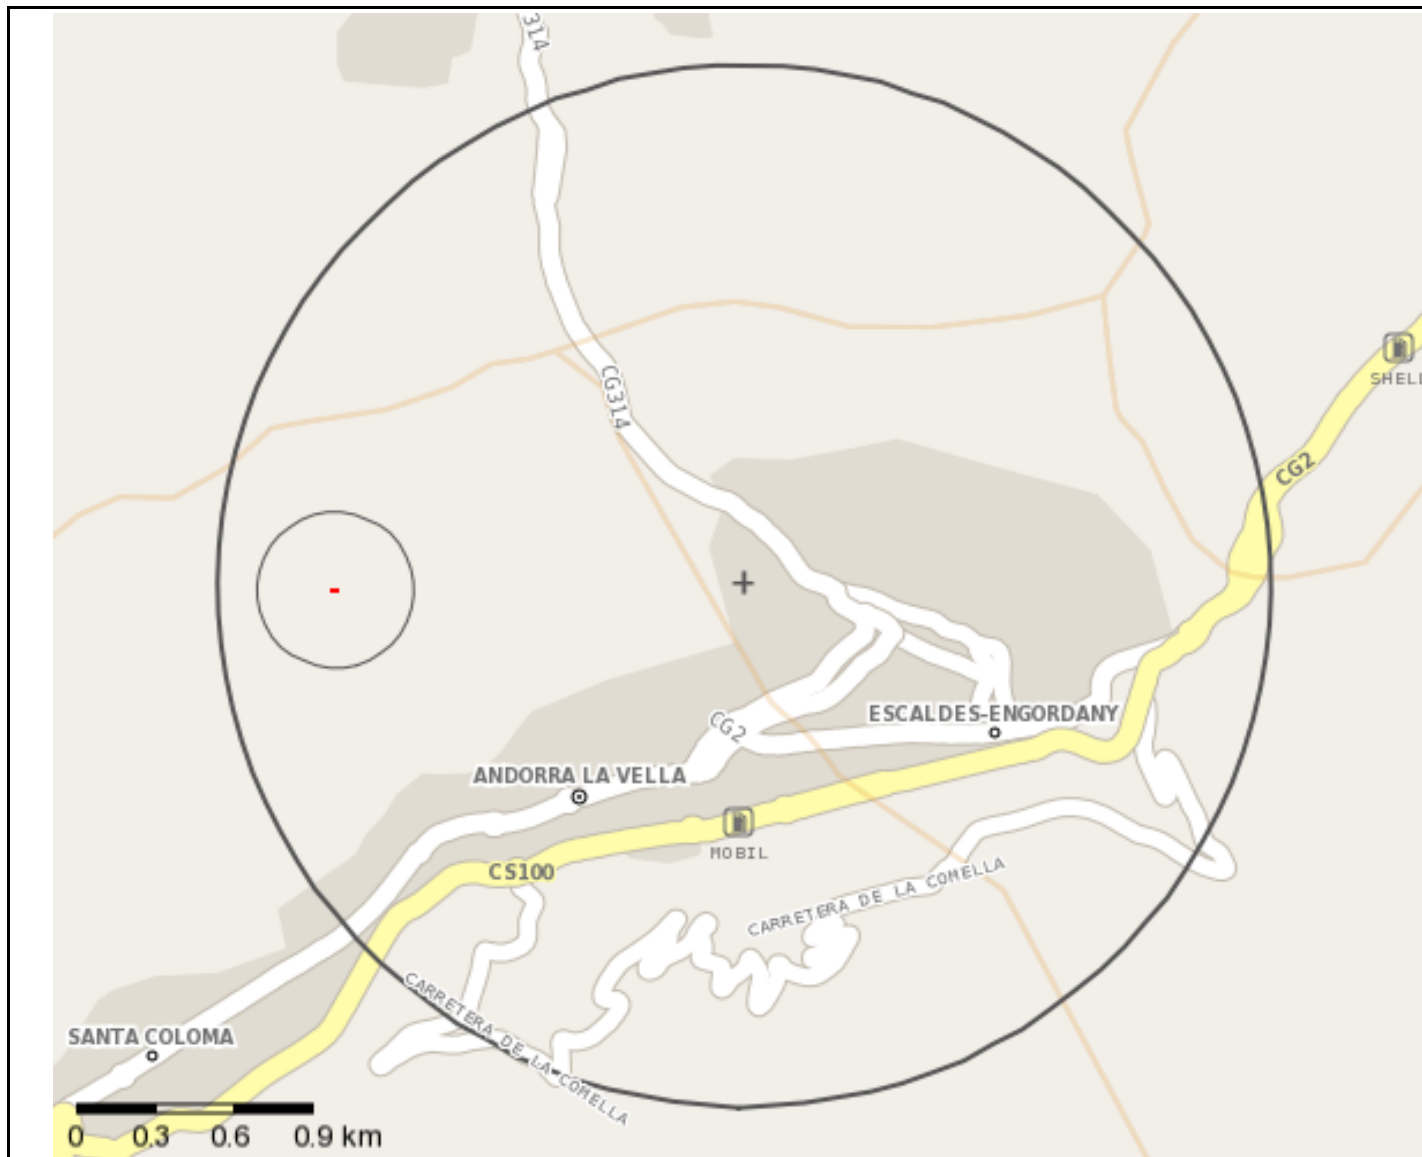 314
CG314
SHELL
CG2
ESCALDES-ENGORDANY
CG2
ANDORRA LA VELLA
MOBIL
CS100
CARRETERA DE LA COMELLA
CARRETERA DE LA COMELLA
SANTA COLOMA
0 0.3 0.6 0.9 km